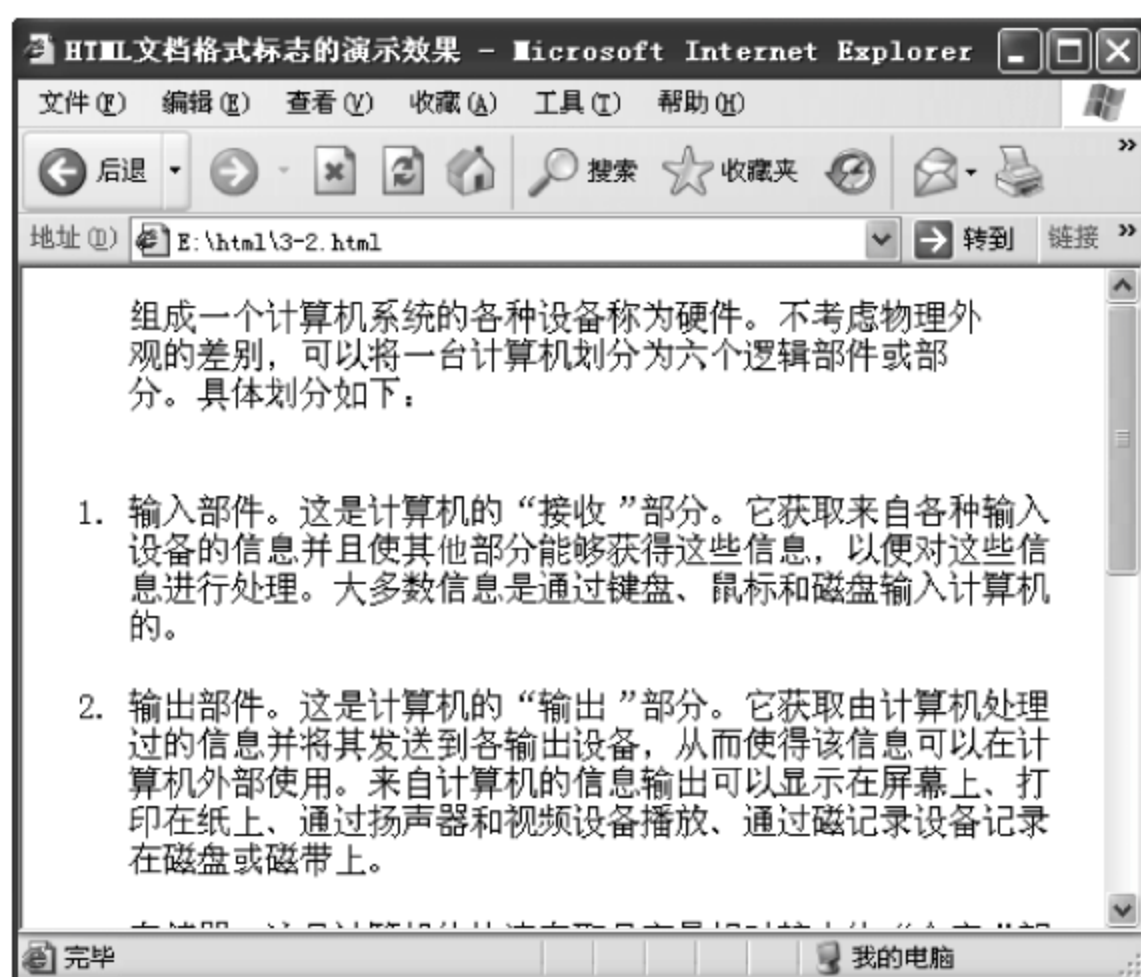 HTML文档格式标志的演示效果 - Microsoft Internet Explorer
文件(F) 编辑(E) 查看(V) 收藏(A) 工具(T) 帮助(H)
后退 搜索 收藏夹 »
地址(D) E:\html\3-2.html 转到 链接 »
组成一个计算机系统的各种设备称为硬件。不考虑物理外
观的差别，可以将一台计算机划分为六个逻辑部件或部
分。具体划分如下：
1. 输入部件。这是计算机的“接收 ”部分。它获取来自各种输入
设备的信息并且使其他部分能够获得这些信息，以便对这些信
息进行处理。大多数信息是通过键盘、鼠标和磁盘输入计算机
的。
2. 输出部件。这是计算机的“输出 ”部分。它获取由计算机处理
过的信息并将其发送到各输出设备，从而使得该信息可以在计
算机外部使用。来自计算机的信息输出可以显示在屏幕上、打
印在纸上、通过扬声器和视频设备播放、通过磁记录设备记录
在磁盘或磁带上。
完毕 我的电脑